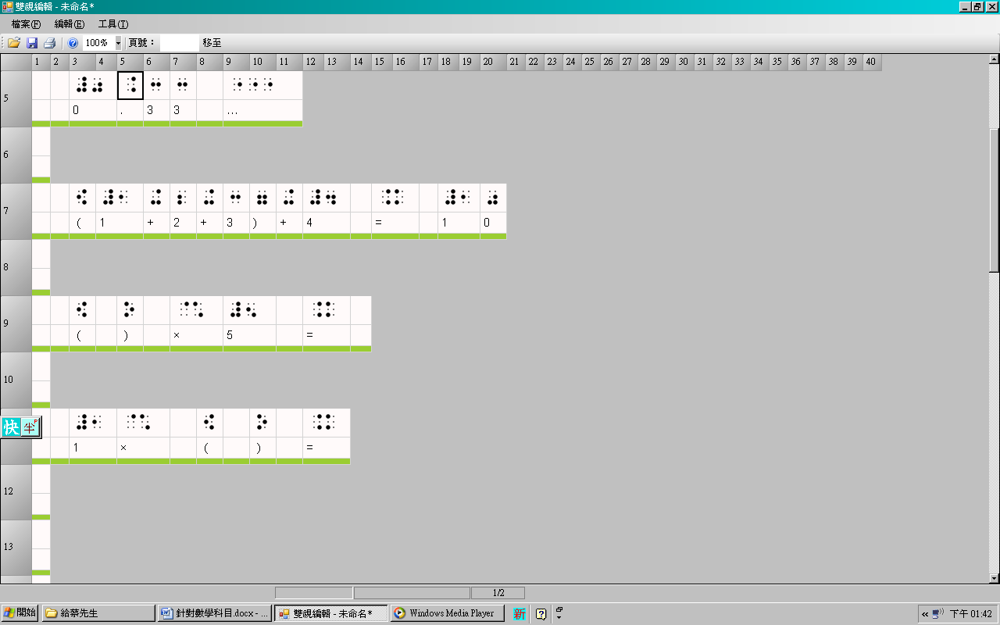 雙視編輯 - 未命名*
檔案(F) 編輯(E) 工具(T)
100% 頁號： 移至
1 2 3 4 5 6 7 8 9 10 11 12 13 14 15 16 17 18 19 20 21 22 23 24 25 26 27 28 29 30 31 32 33 34 35 36 37 38 39 40
⠼⠴ ⠨ ⠒ ⠒ ⠐⠐⠐
5
0 . 3 3 ...
6
7
( 1 + 2 + 3 ) + 4 = 1 0
8
9
( ) × 5 =
10
快 半 P
1 × ( ) =
12
13
1/2
開始 給蔡先生 針對數學科目.docx - ... 雙視編輯 - 未命名* Windows Media Player 新 ? « 下午 01:42